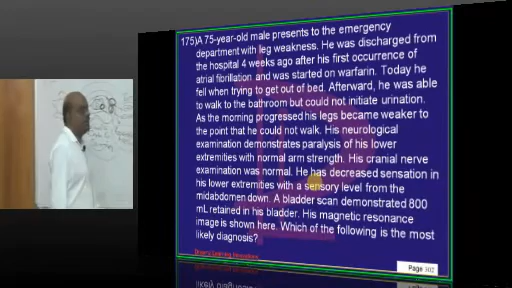 175)A 75-year-old male presents to the emergency
department with leg weakness. He was discharged from
the hospital 4 weeks ago after his first occurrence of
atrial fibrillation and was started on warfarin. Today he
fell when trying to get out of bed. Afterward, he was able
to walk to the bathroom but could not initiate urination.
As the morning progressed his legs became weaker to
the point that he could not walk. His neurological
examination demonstrates paralysis of his lower
extremities with normal arm strength. His cranial nerve
examination was normal. He has decreased sensation in
his lower extremities with a sensory level from the
midabdomen down. A bladder scan demonstrated 800
mL retained in his bladder. His magnetic resonance
image is shown here. Which of the following is the most
likely diagnosis?
Page